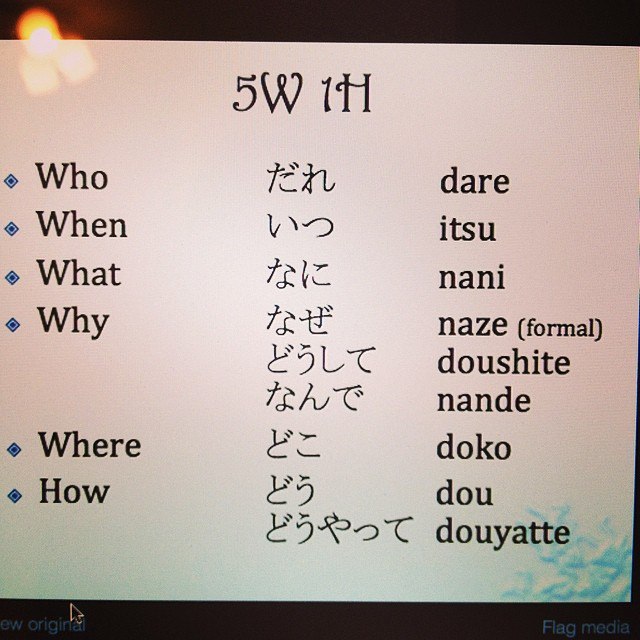 5W 1H
Who だれ dare
When いつ itsu
What なに nani
Why なぜ naze (formal)
どうして doushite
なんで nande
Where どこ doko
How どう dou
どうやって douyatte
ew original Flag media